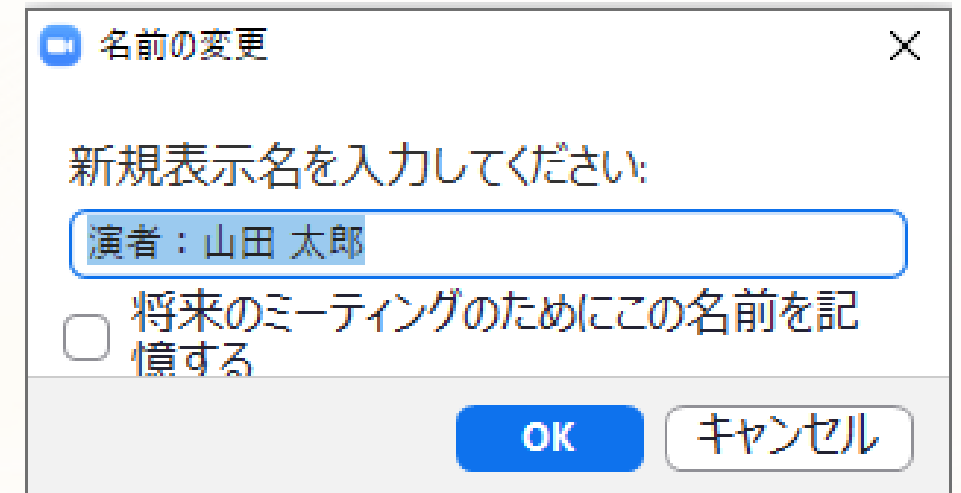 名前の変更
新規表示名を入力してください:
演者：山田 太郎
将来のミーティングのためにこの名前を記
憶する
OK
キャンセル